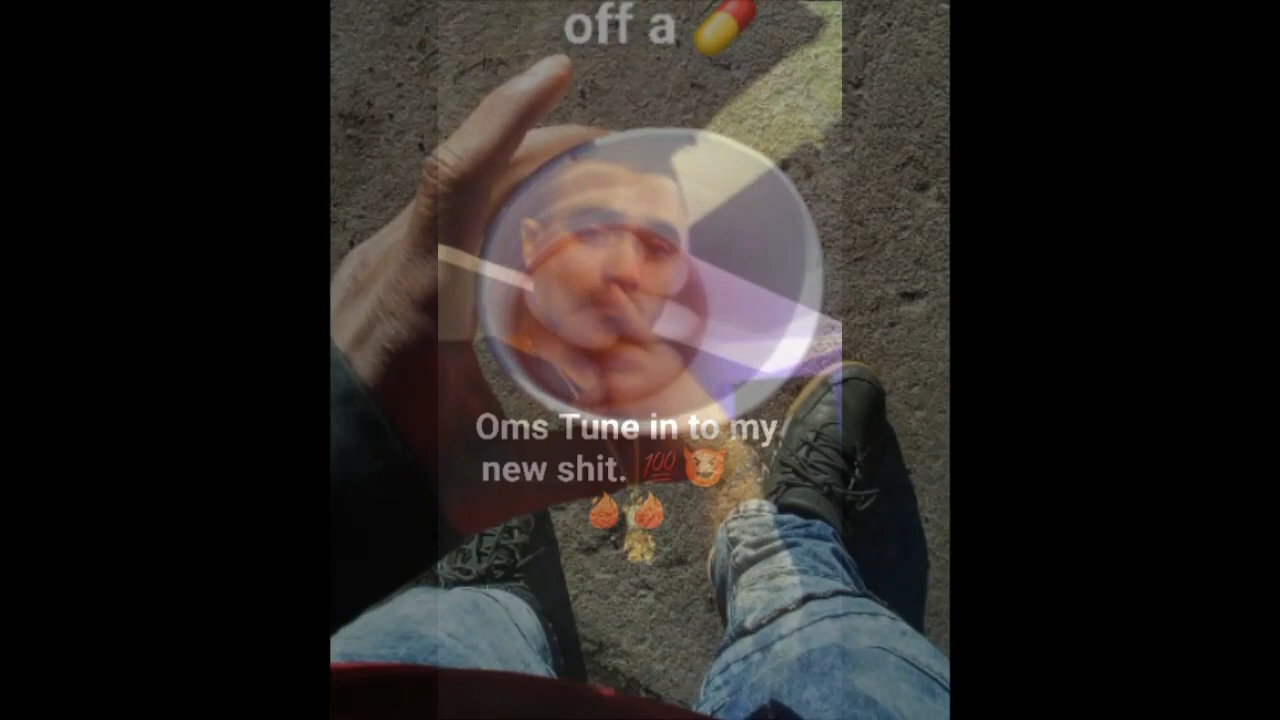 off a 💊
Oms Tune in to my
new shit. 💯 😈
🔥 🔥